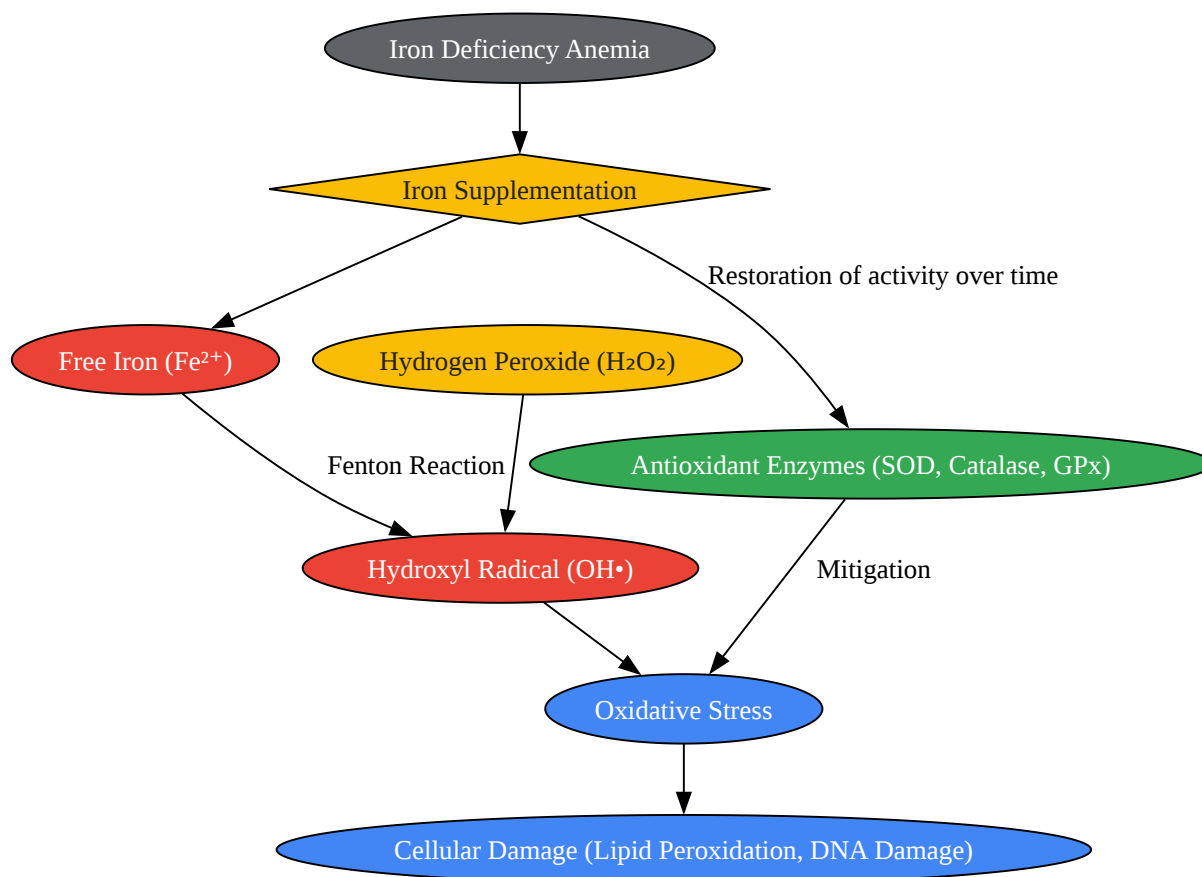 Iron Deficiency Anemia
Iron Supplementation
Restoration of activity over time
Free Iron (Fe²⁺)
Hydrogen Peroxide (H₂O₂)
Fenton Reaction
Antioxidant Enzymes (SOD, Catalase, GPx)
Hydroxyl Radical (OH•)
Mitigation
Oxidative Stress
Cellular Damage (Lipid Peroxidation, DNA Damage)